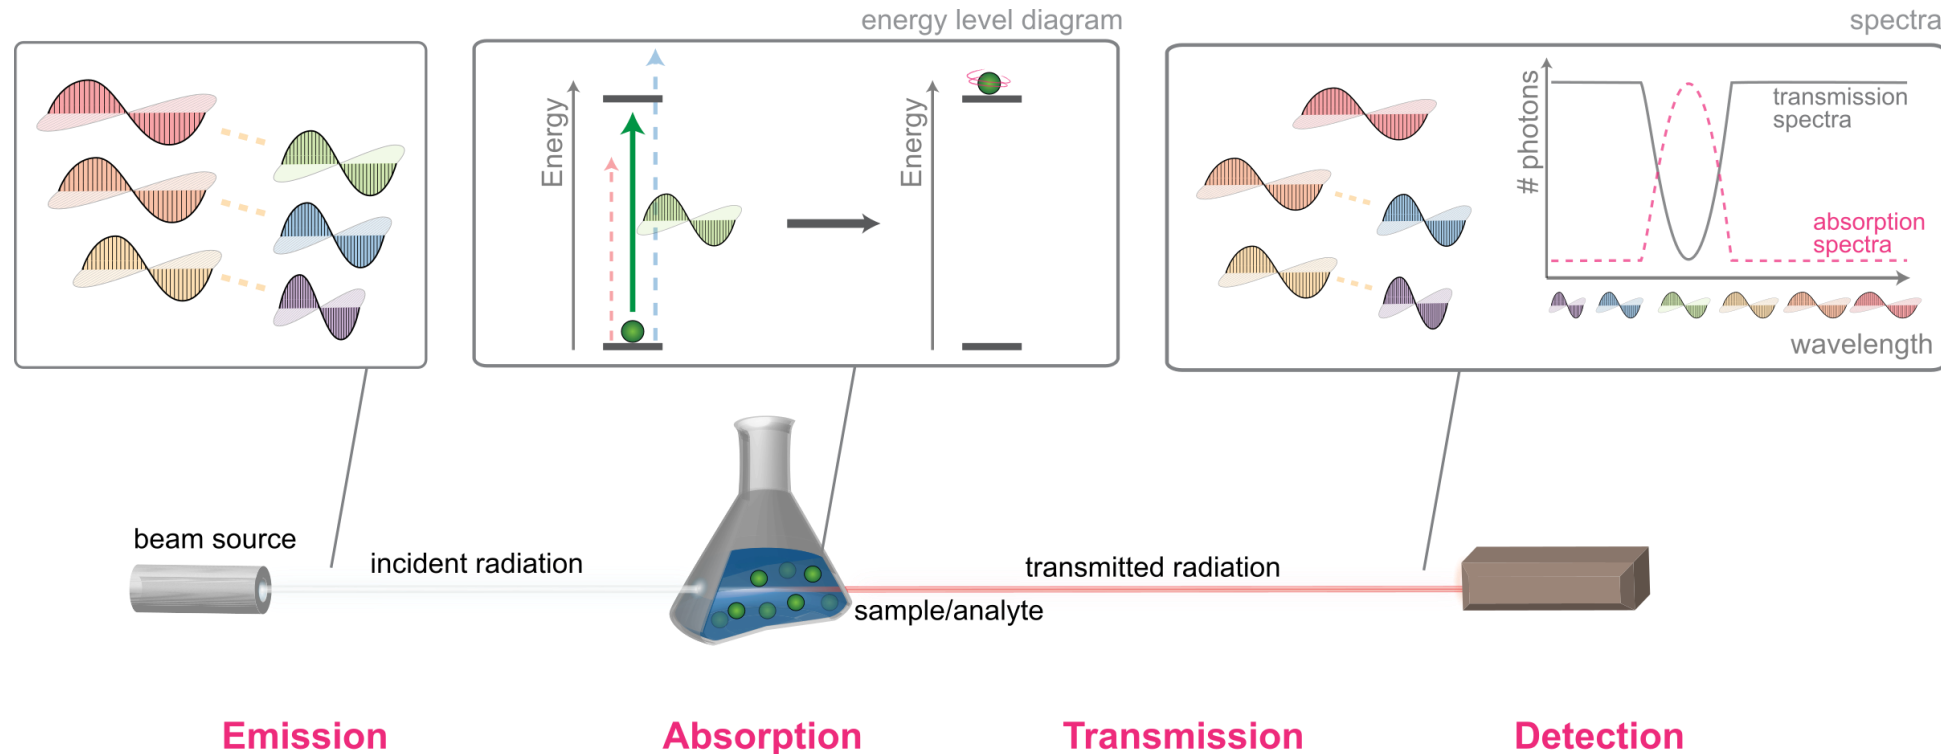 energy level diagram
spectra
Energy
Energy
# photons
transmission
spectra
absorption
spectra
wavelength
beam source
incident radiation
transmitted radiation
sample/analyte
Emission
Absorption
Transmission
Detection